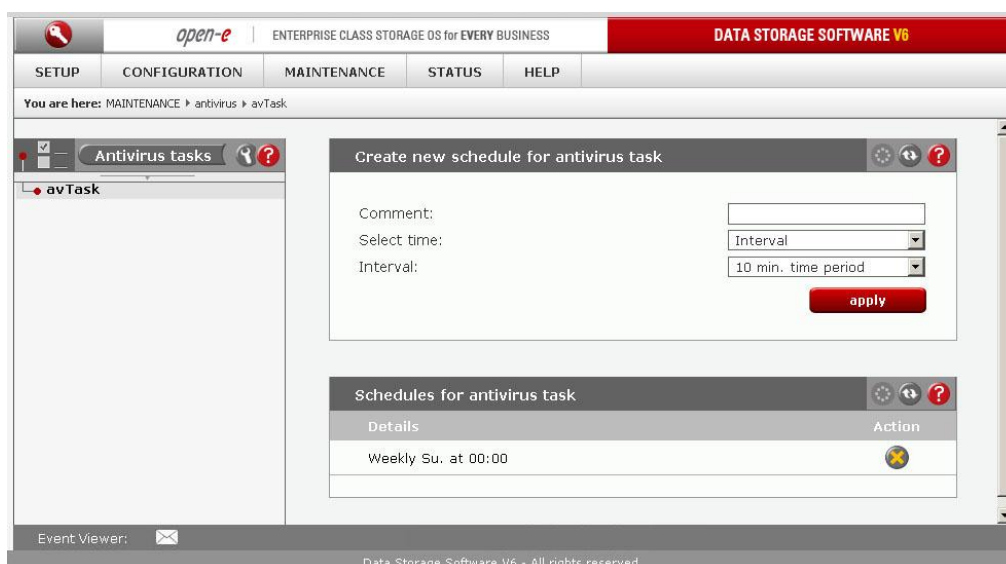 open-e ENTERPRISE CLASS STORAGE OS for EVERY BUSINESS DATA STORAGE SOFTWARE V6
SETUP CONFIGURATION MAINTENANCE STATUS HELP
You are here: MAINTENANCE antivirus avTask
Antivirus tasks ?
avTask
Create new schedule for antivirus task ?
Comment:
Select time: Interval
Interval: 10 min. time period
apply
Schedules for antivirus task ?
Details Action
Weekly Su. at 00:00
Event Viewer:
Data Storage Software V6 - All rights reserved